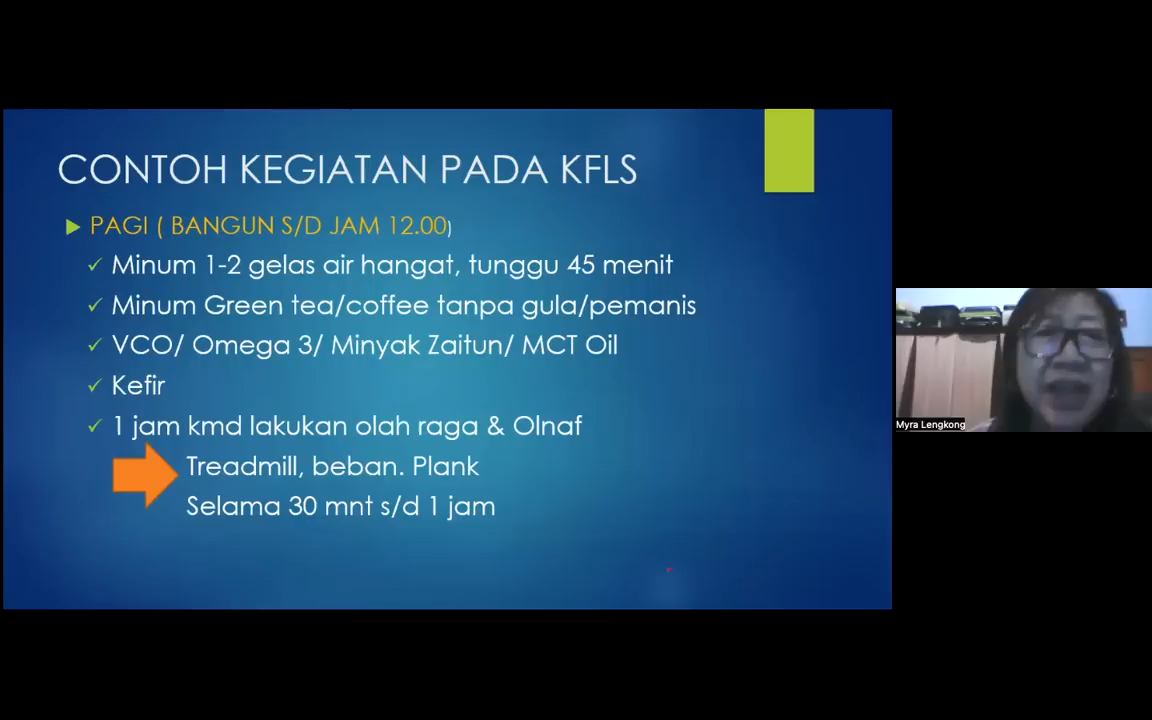 CONTOH KEGIATAN PADA KFLS
PAGI ( BANGUN S/D JAM 12.00)
Minum 1-2 gelas air hangat, tunggu 45 menit
Minum Green tea/coffee tanpa gula/pemanis
VCO/ Omega 3/ Minyak Zaitun/ MCT Oil
Kefir
1 jam kmd lakukan olah raga & Olnaf
Treadmill, beban. Plank
Selama 30 mnt s/d 1 jam
Myra Lengkong